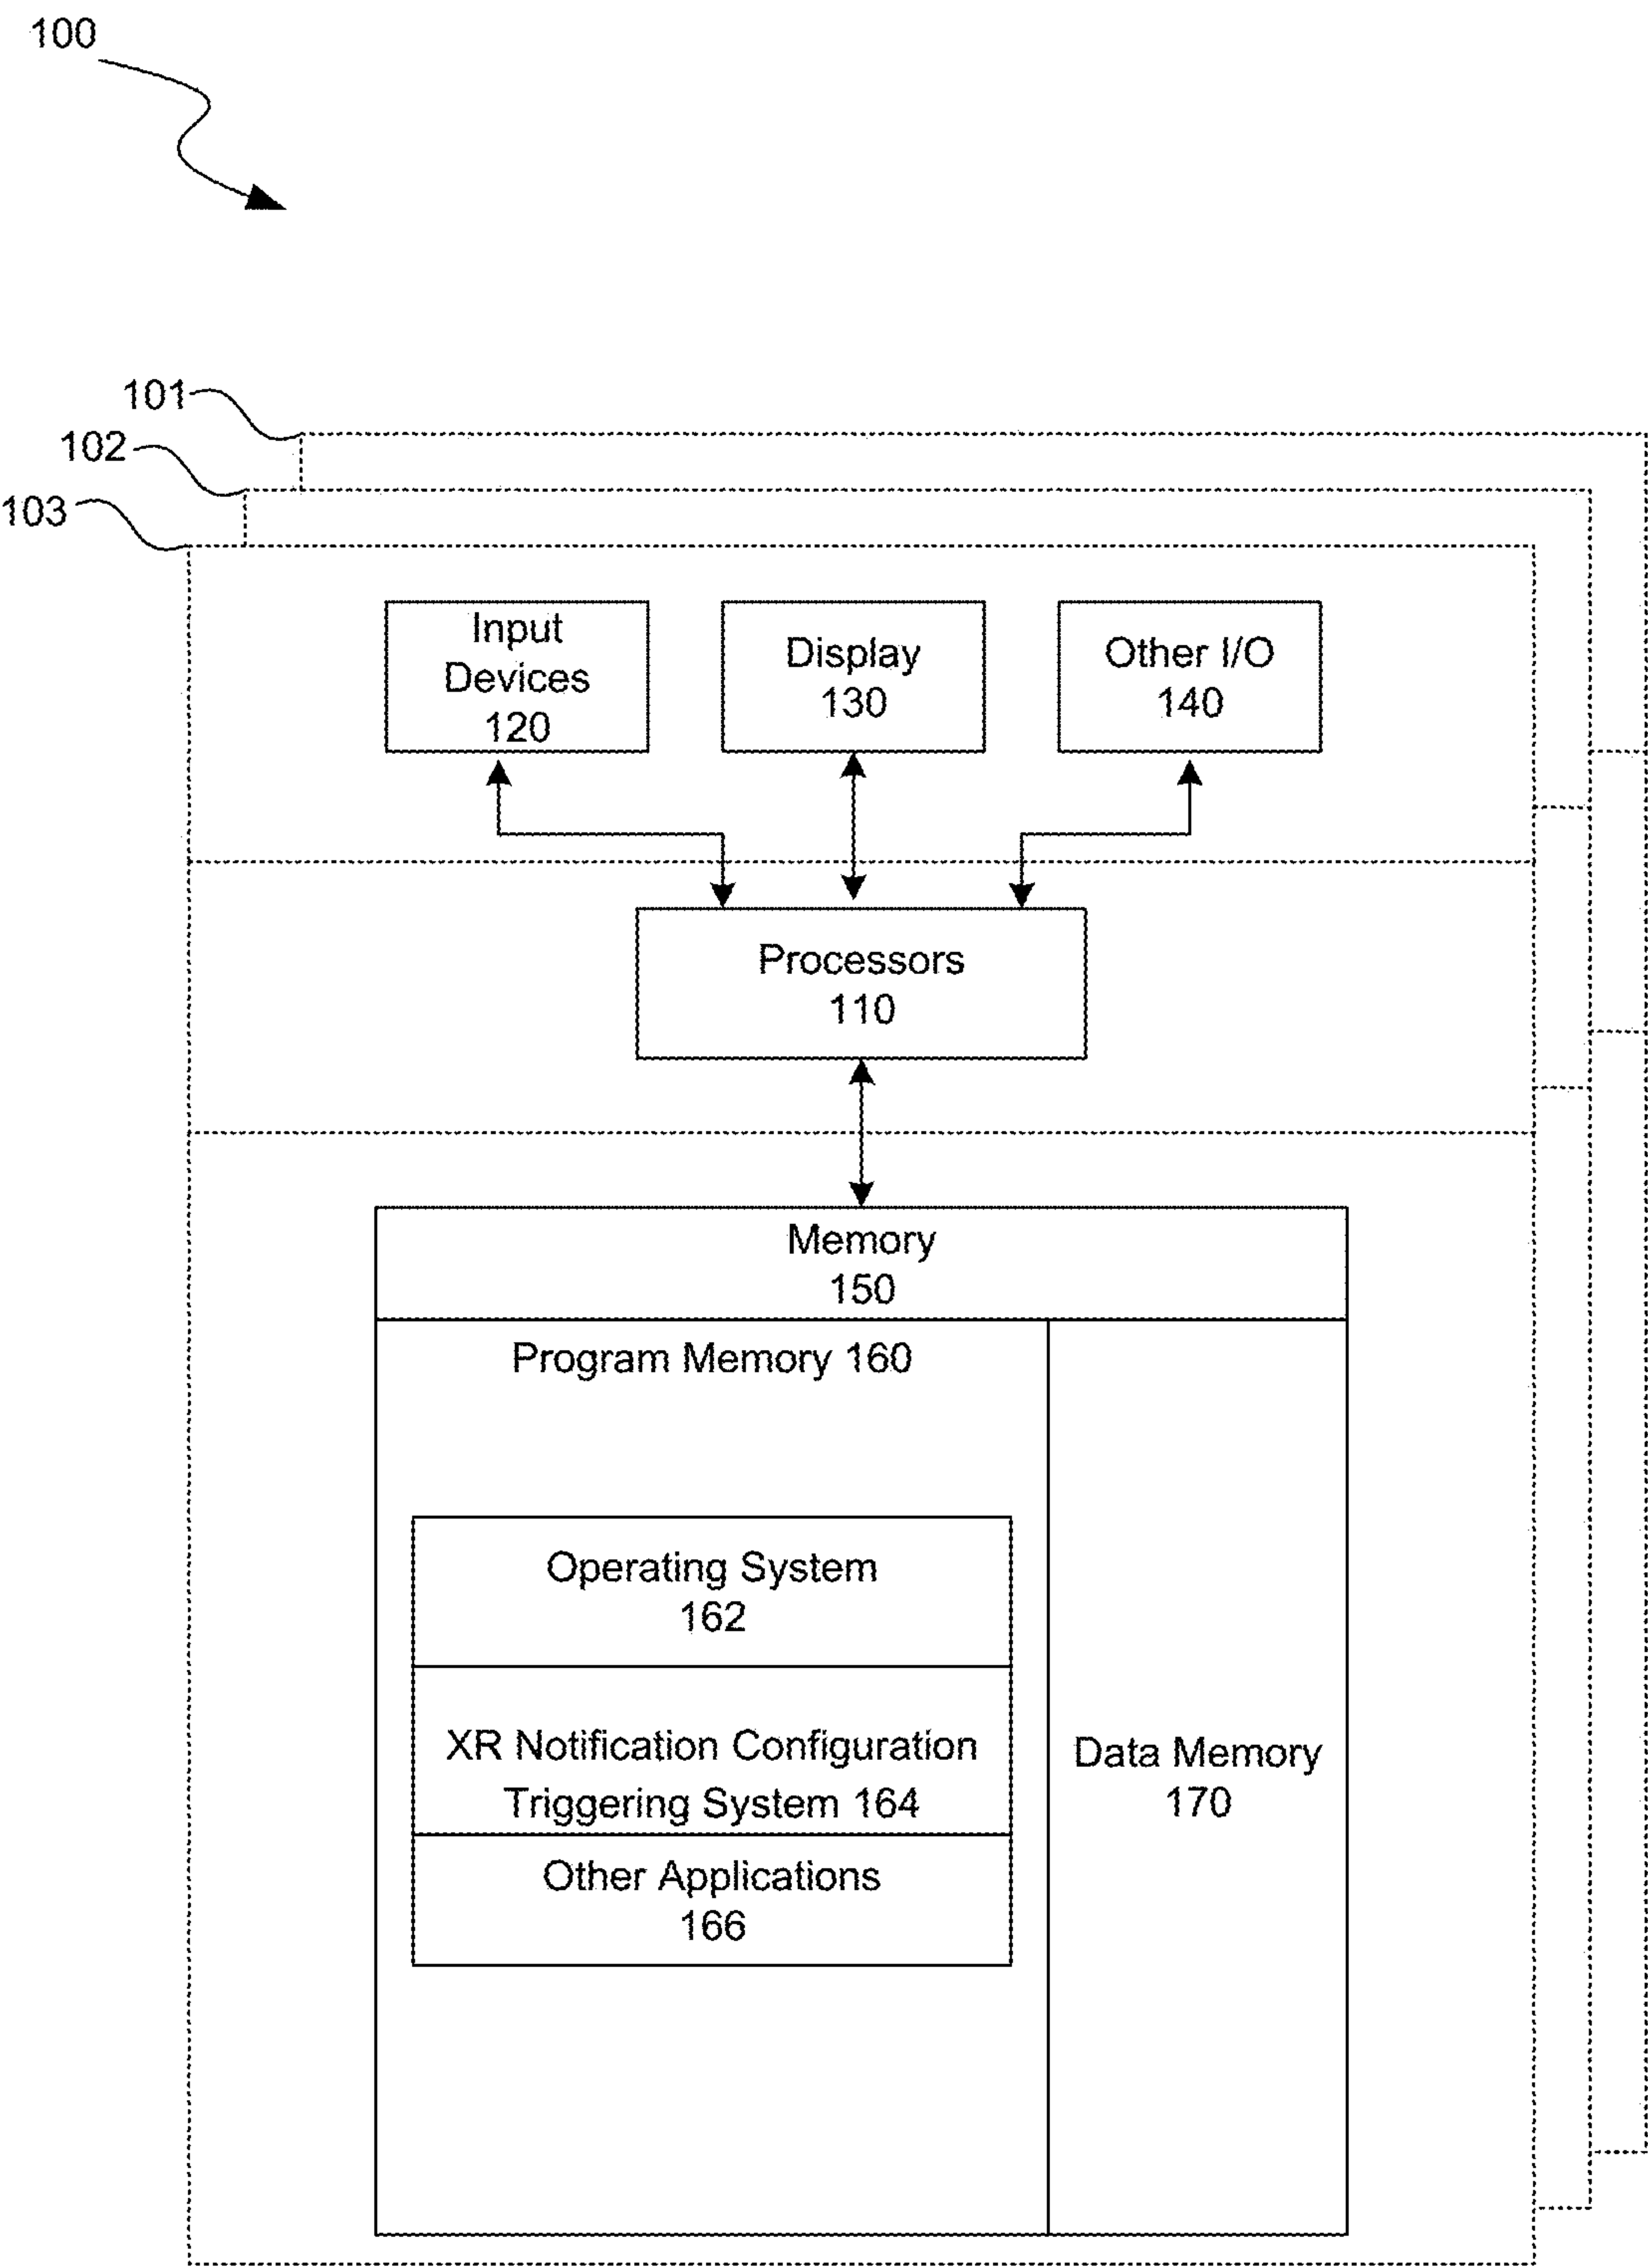 100
101
102
103
Input
Devices
120
Display
130
Other I/O
140
Processors
110
Memory
150
Program Memory 160
Operating System
162
XR Notification Configuration
Triggering System 164
Other Applications
166
Data Memory
170